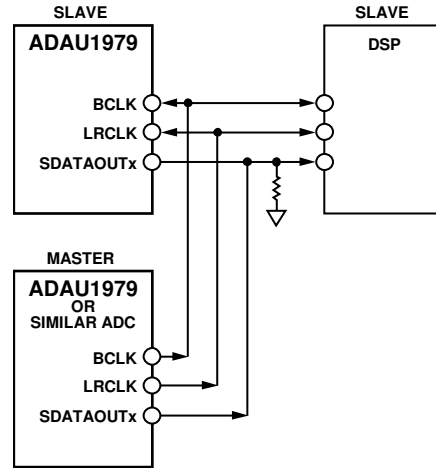 SLAVE
ADAU1979
BCLK
LRCLK
SDATAOUTx
SLAVE
DSP
MASTER
ADAU1979
OR
SIMILAR ADC
BCLK
LRCLK
SDATAOUTx